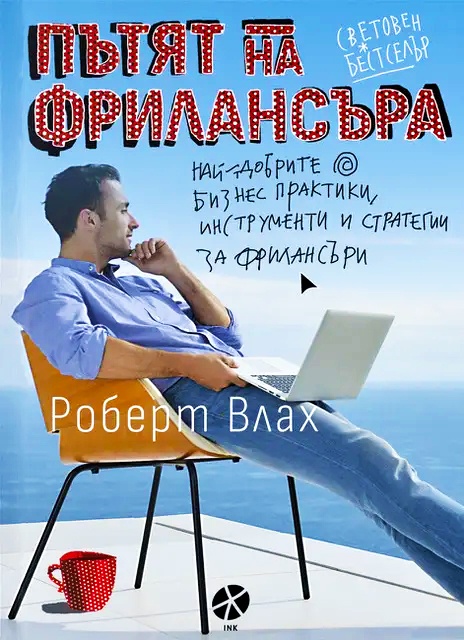 ПЪТЯТ НА
ФРИЛАНСЪРА
СВЕТОВЕН
* БЕСТСЕЛЪР
НАЙ-ДОБРИТЕ
БИЗНЕС ПРАКТИКИ,
ИНСТРУМЕНТИ И СТРАТЕГИИ
ЗА ФРИЛАНСЪРИ
Роберт Влах
INK